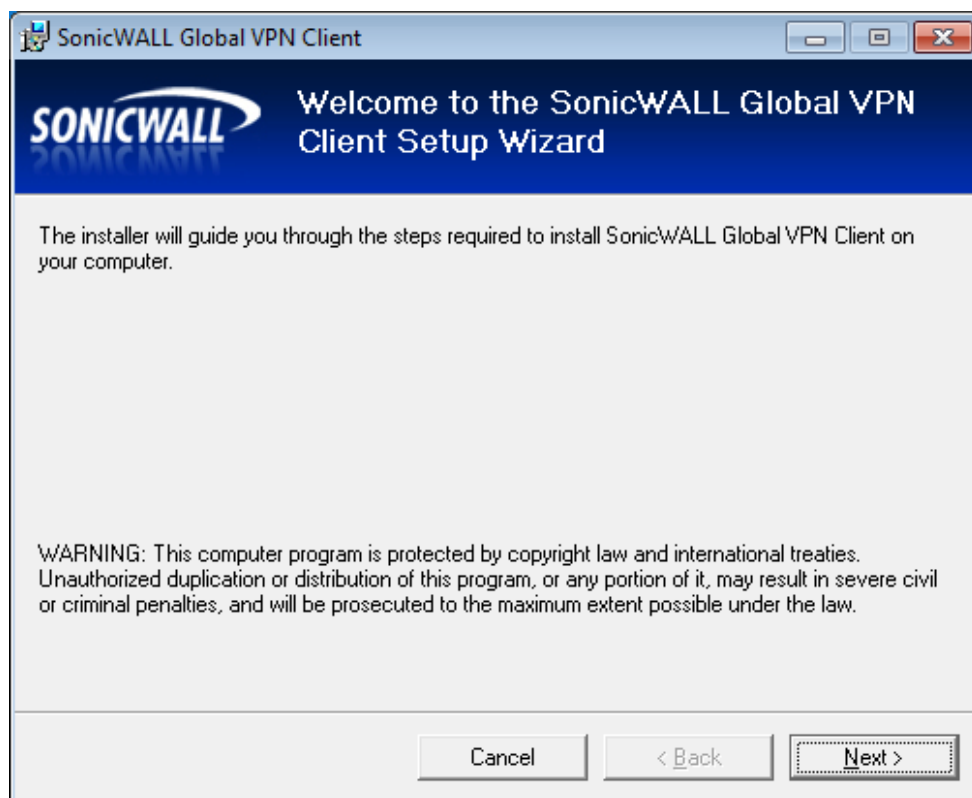 SonicWALL Global VPN Client
SONICWALL
Welcome to the SonicWALL Global VPN
Client Setup Wizard
The installer will guide you through the steps required to install SonicWALL Global VPN Client on
your computer.
WARNING: This computer program is protected by copyright law and international treaties.
Unauthorized duplication or distribution of this program, or any portion of it, may result in severe civil
or criminal penalties, and will be prosecuted to the maximum extent possible under the law.
Cancel
< Back
Next >